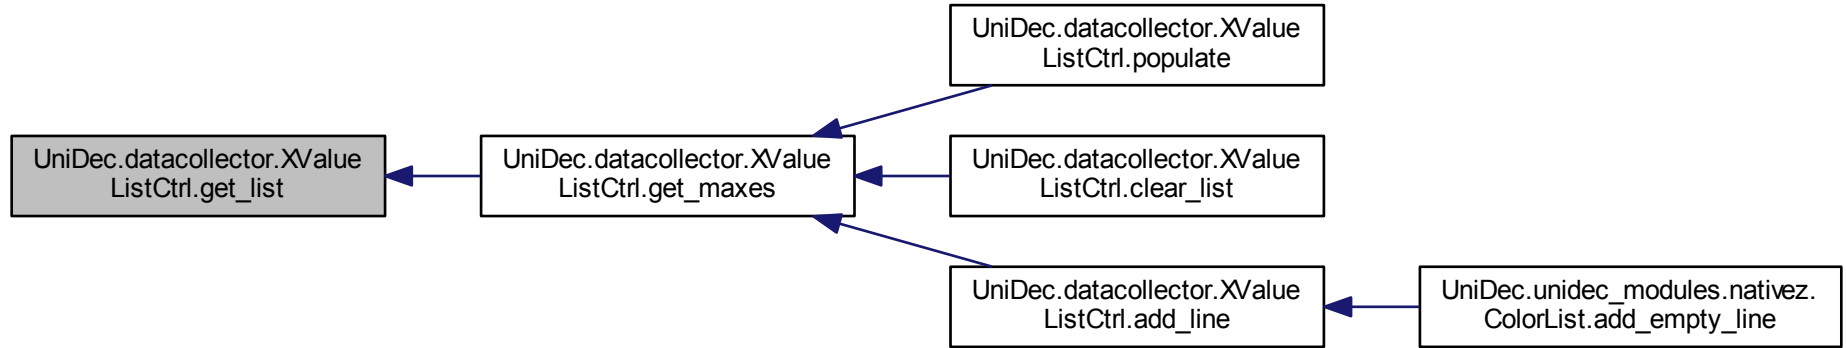 UniDec.datacollector.XValue
ListCtrl.populate
UniDec.datacollector.XValue
ListCtrl.get_list
UniDec.datacollector.XValue
ListCtrl.get_maxes
UniDec.datacollector.XValue
ListCtrl.clear_list
UniDec.datacollector.XValue
ListCtrl.add_line
UniDec.unidec_modules.nativez.
ColorList.add_empty_line